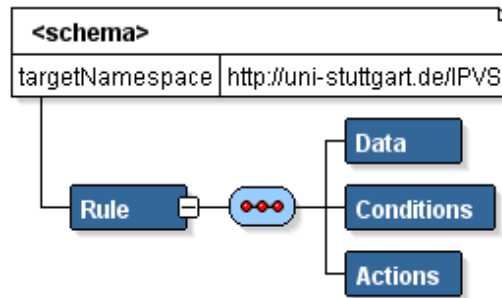 <schema>
targetNamespace http://uni-stuttgart.de/IPVS
Data
Rule
Conditions
Actions